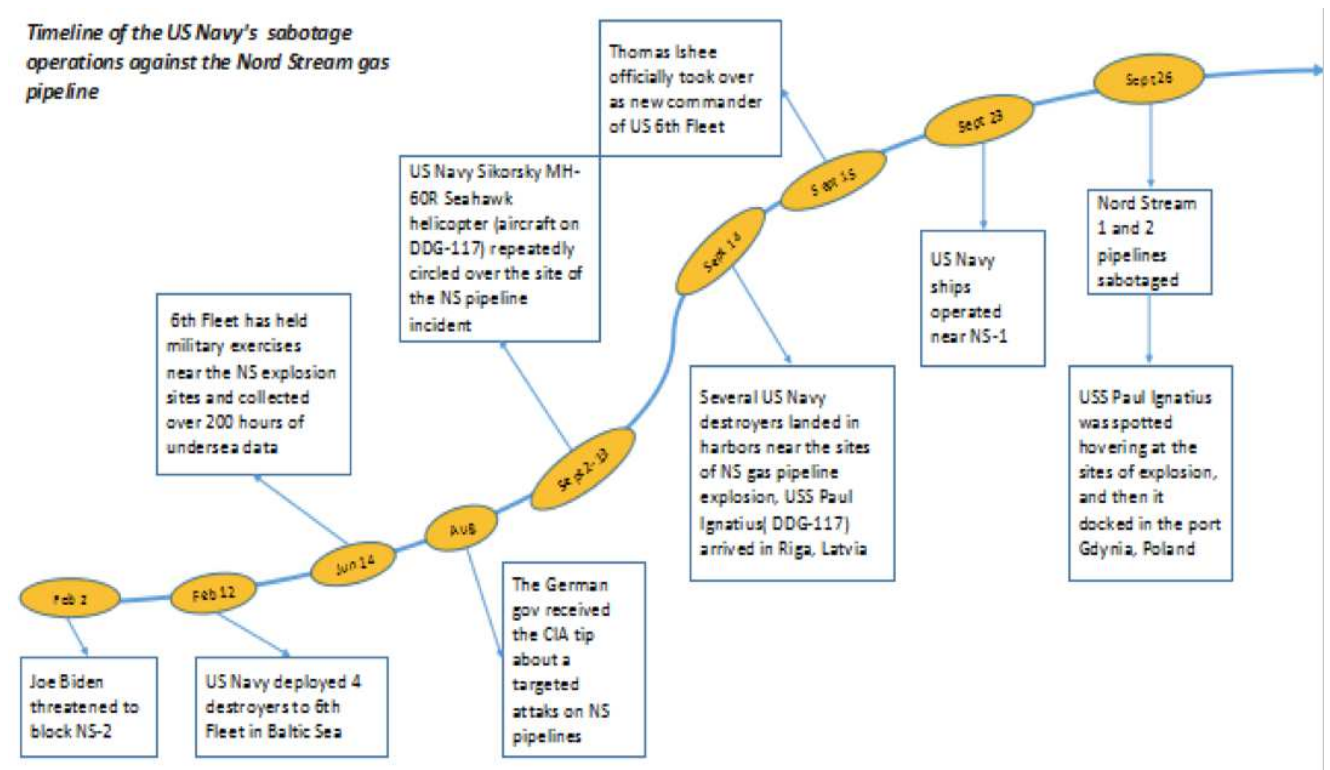 Timeline of the US Navy's sabotage
operations against the Nord Stream gas
pipeline
Feb 2
Joe Biden
threatened to
block NS-2
Feb 12
US Navy deployed 4
destroyers to 6th
Fleet in Baltic Sea
Jun 14
6th Fleet has held
military exercises
near the NS explosion
sites and collected
over 200 hours of
undersea data
Aug
The German
gov received
the CIA tip
about a
targeted
attaks on NS
pipelines
Sept 2-13
US Navy Sikorsky MH-
60R Seahawk
helicopter (aircraft on
DDG-117) repeatedly
circled over the site of
the NS pipeline
incident
Sept 14
Several US Navy
destroyers landed in
harbors near the sites
of NS gas pipeline
explosion, USS Paul
Ignatius( DDG-117)
arrived in Riga, Latvia
Sept 15
Thomas Ishee
officially took over
as new commander
of US 6th Fleet
Sept 23
US Navy
ships
operated
near NS-1
Sept 26
Nord Stream
1 and 2
pipelines
sabotaged
USS Paul Ignatius
was spotted
hovering at the
sites of explosion,
and then it
docked in the port
Gdynia, Poland